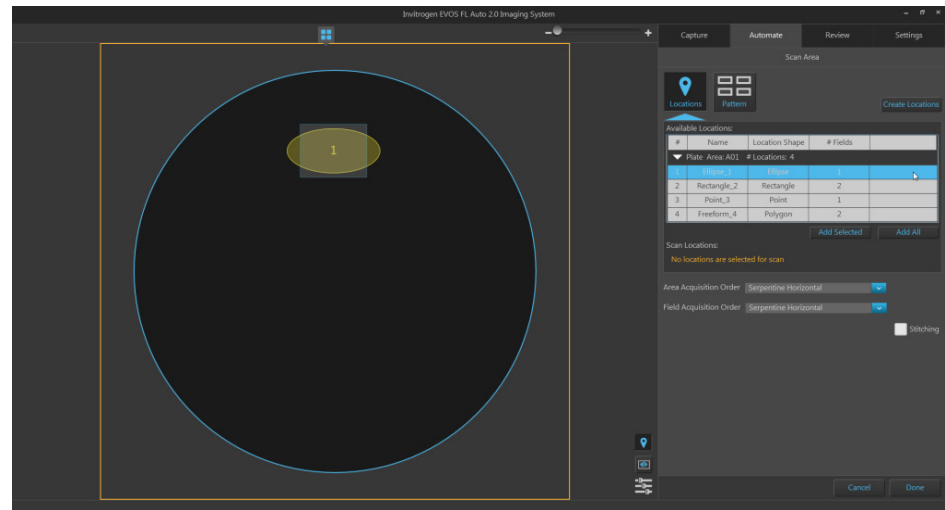 Invitrogen EVOS FL Auto 2.0 Imaging System
Capture Automate Review Settings
Scan Area
Locations Pattern Create Locations
Available Locations:
# Name Location Shape # Fields
Plate Area: A01 # Locations: 4
1 Ellipse_1 Ellipse 1
2 Rectangle_2 Rectangle 2
3 Point_3 Point 1
4 Freeform_4 Polygon 2
Add Selected Add All
Scan Locations:
No locations are selected for scan
Area Acquisition Order Serpentine Horizontal
Field Acquisition Order Serpentine Horizontal
Stitching
1
Cancel Done